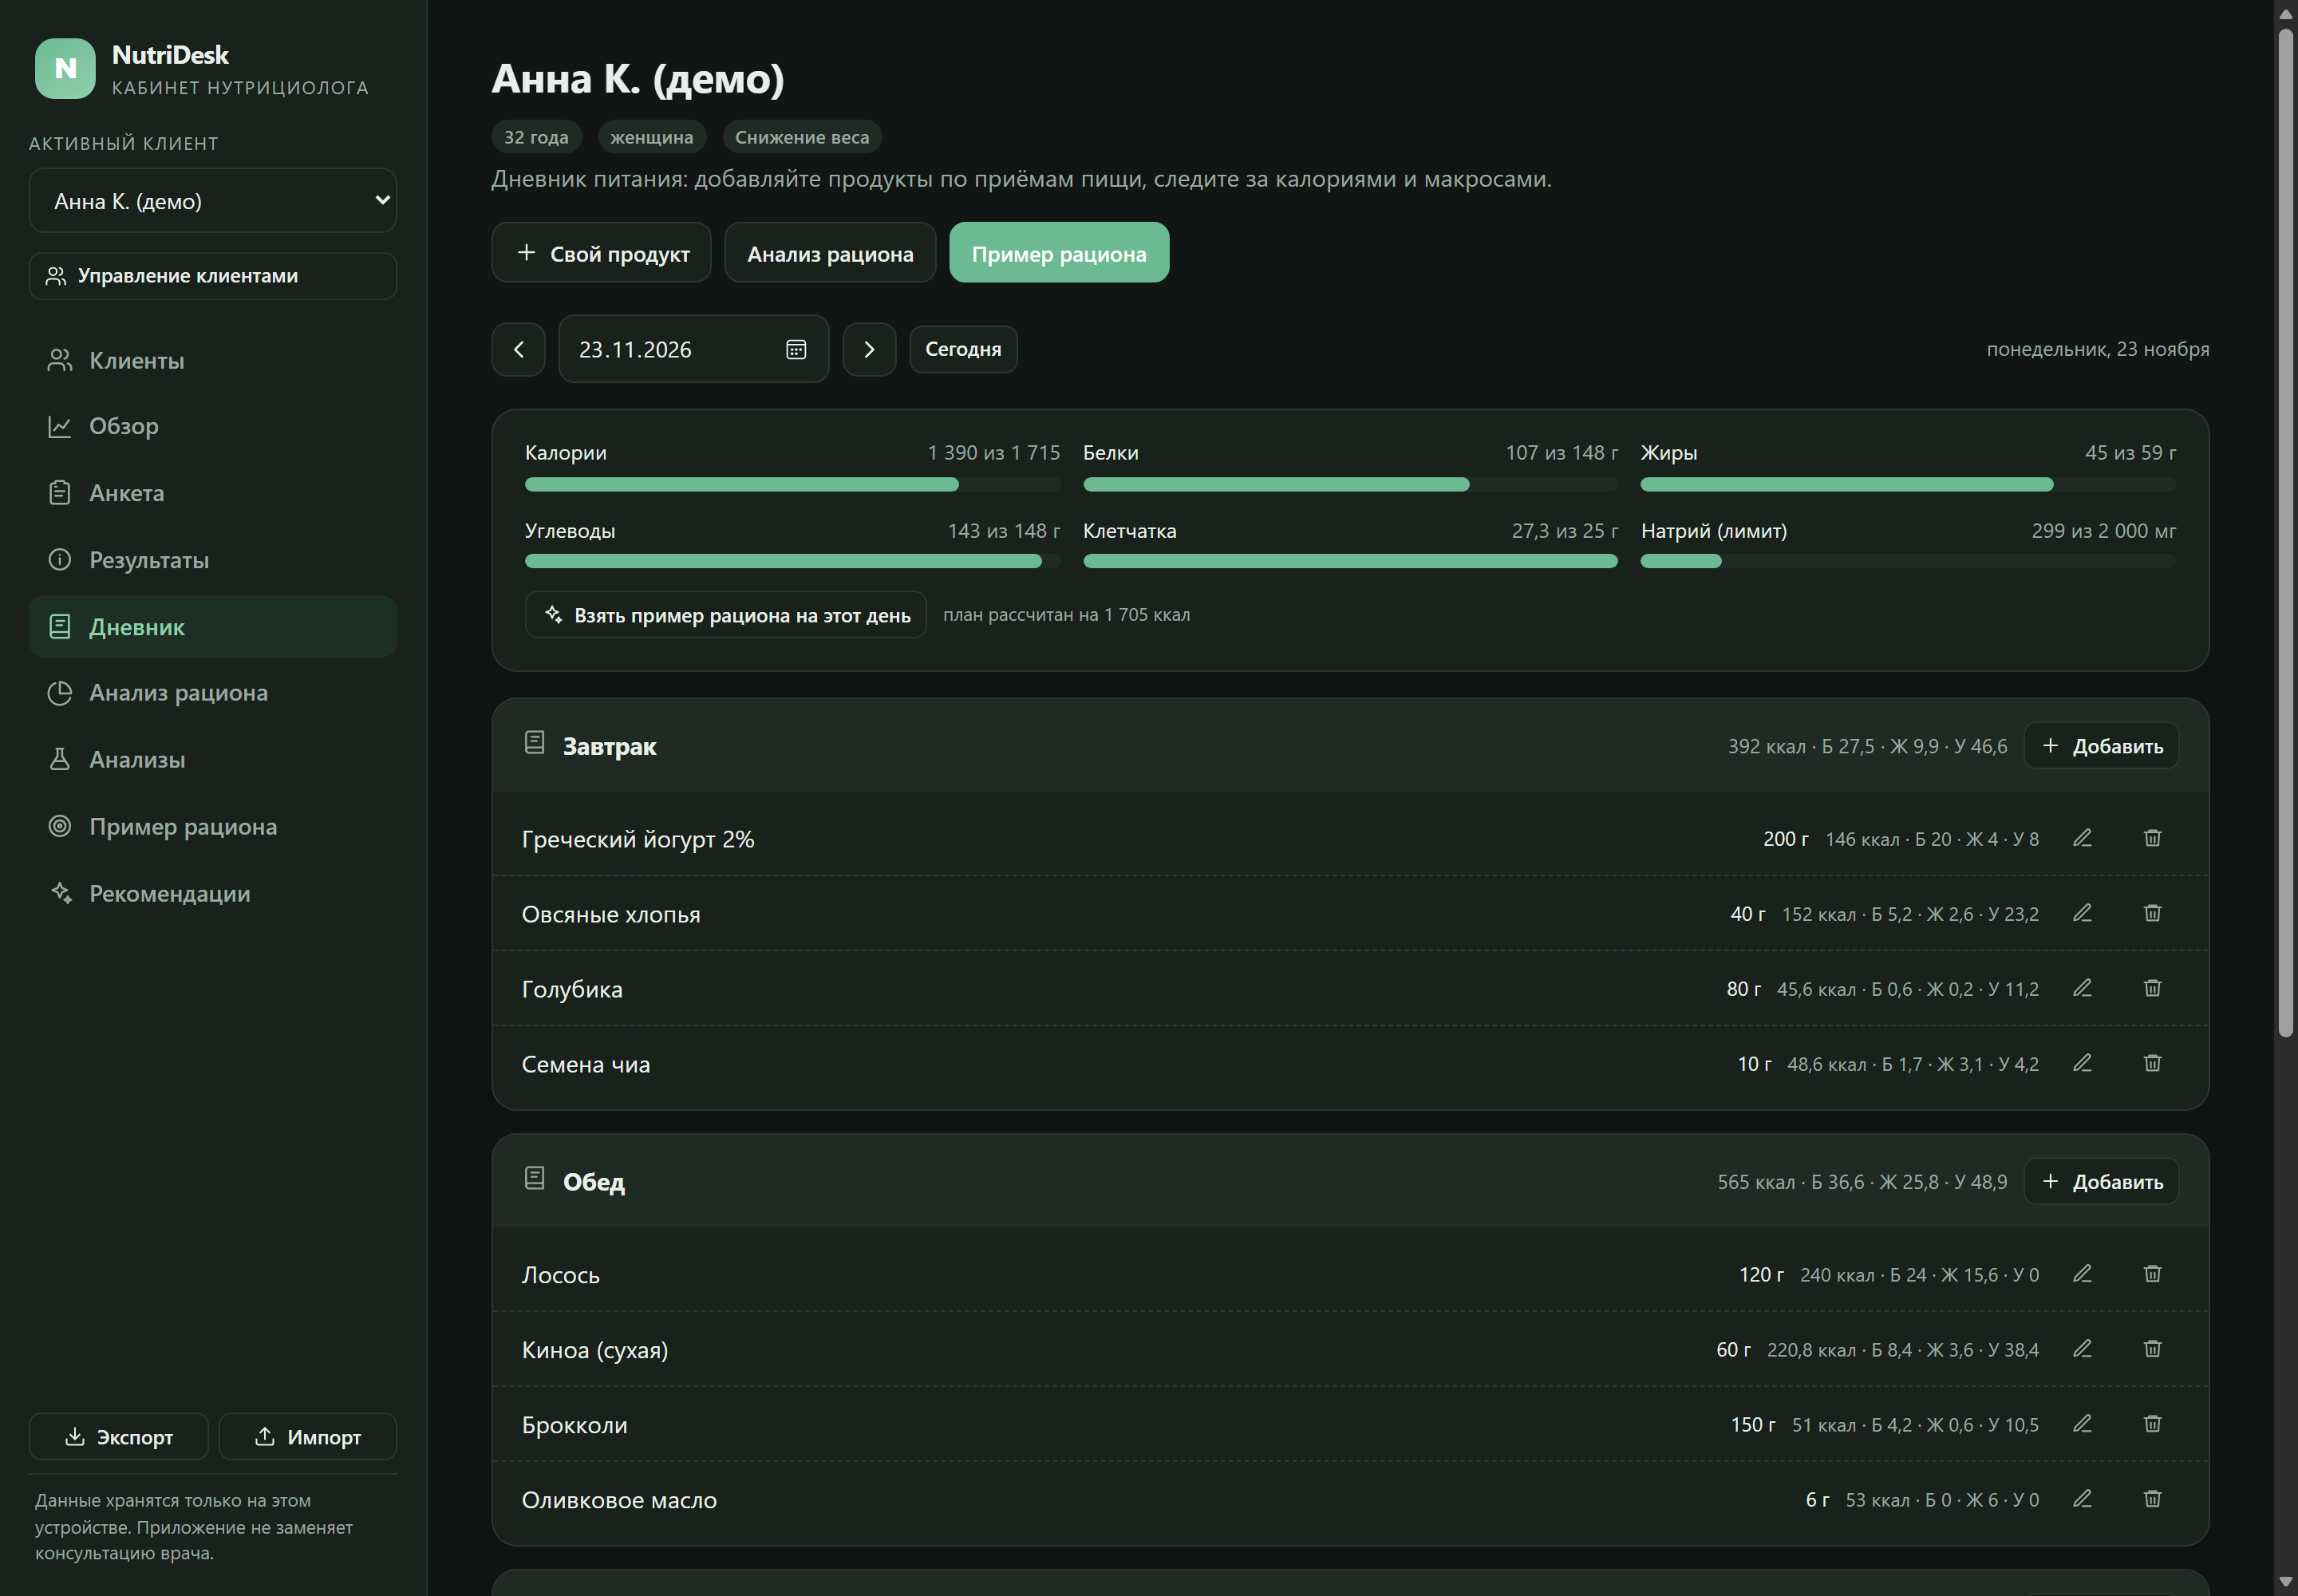 N
NutriDesk
КАБИНЕТ НУТРИЦИОЛОГА
АКТИВНЫЙ КЛИЕНТ
Анна К. (демо)
Управление клиентами
Клиенты
Обзор
Анкета
Результаты
Дневник
Анализ рациона
Анализы
Пример рациона
Рекомендации
Экспорт
Импорт
Данные хранятся только на этом
устройстве. Приложение не заменяет
консультацию врача.
Анна К. (демо)
32 года
женщина
Снижение веса
Дневник питания: добавляйте продукты по приёмам пищи, следите за калориями и макросами.
Свой продукт
Анализ рациона
Пример рациона
23.11.2026
Сегодня
понедельник, 23 ноября
Калории 1 390 из 1 715
Белки 107 из 148 г
Жиры 45 из 59 г
Углеводы 143 из 148 г
Клетчатка 27,3 из 25 г
Натрий (лимит) 299 из 2 000 мг
Взять пример рациона на этот день
план рассчитан на 1 705 ккал
Завтрак
392 ккал · Б 27,5 · Ж 9,9 · У 46,6
Добавить
Греческий йогурт 2% 200 г 146 ккал · Б 20 · Ж 4 · У 8
Овсяные хлопья 40 г 152 ккал · Б 5,2 · Ж 2,6 · У 23,2
Голубика 80 г 45,6 ккал · Б 0,6 · Ж 0,2 · У 11,2
Семена чиа 10 г 48,6 ккал · Б 1,7 · Ж 3,1 · У 4,2
Обед
565 ккал · Б 36,6 · Ж 25,8 · У 48,9
Добавить
Лосось 120 г 240 ккал · Б 24 · Ж 15,6 · У 0
Киноа (сухая) 60 г 220,8 ккал · Б 8,4 · Ж 3,6 · У 38,4
Брокколи 150 г 51 ккал · Б 4,2 · Ж 0,6 · У 10,5
Оливковое масло 6 г 53 ккал · Б 0 · Ж 6 · У 0